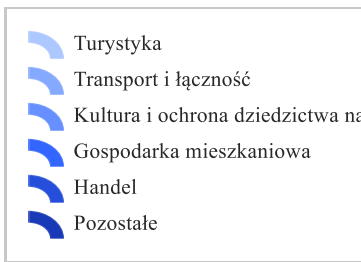 Turystyka
Transport i łączność
Kultura i ochrona dziedzictwa
Gospodarka mieszkaniowa
Handel
Pozostałe